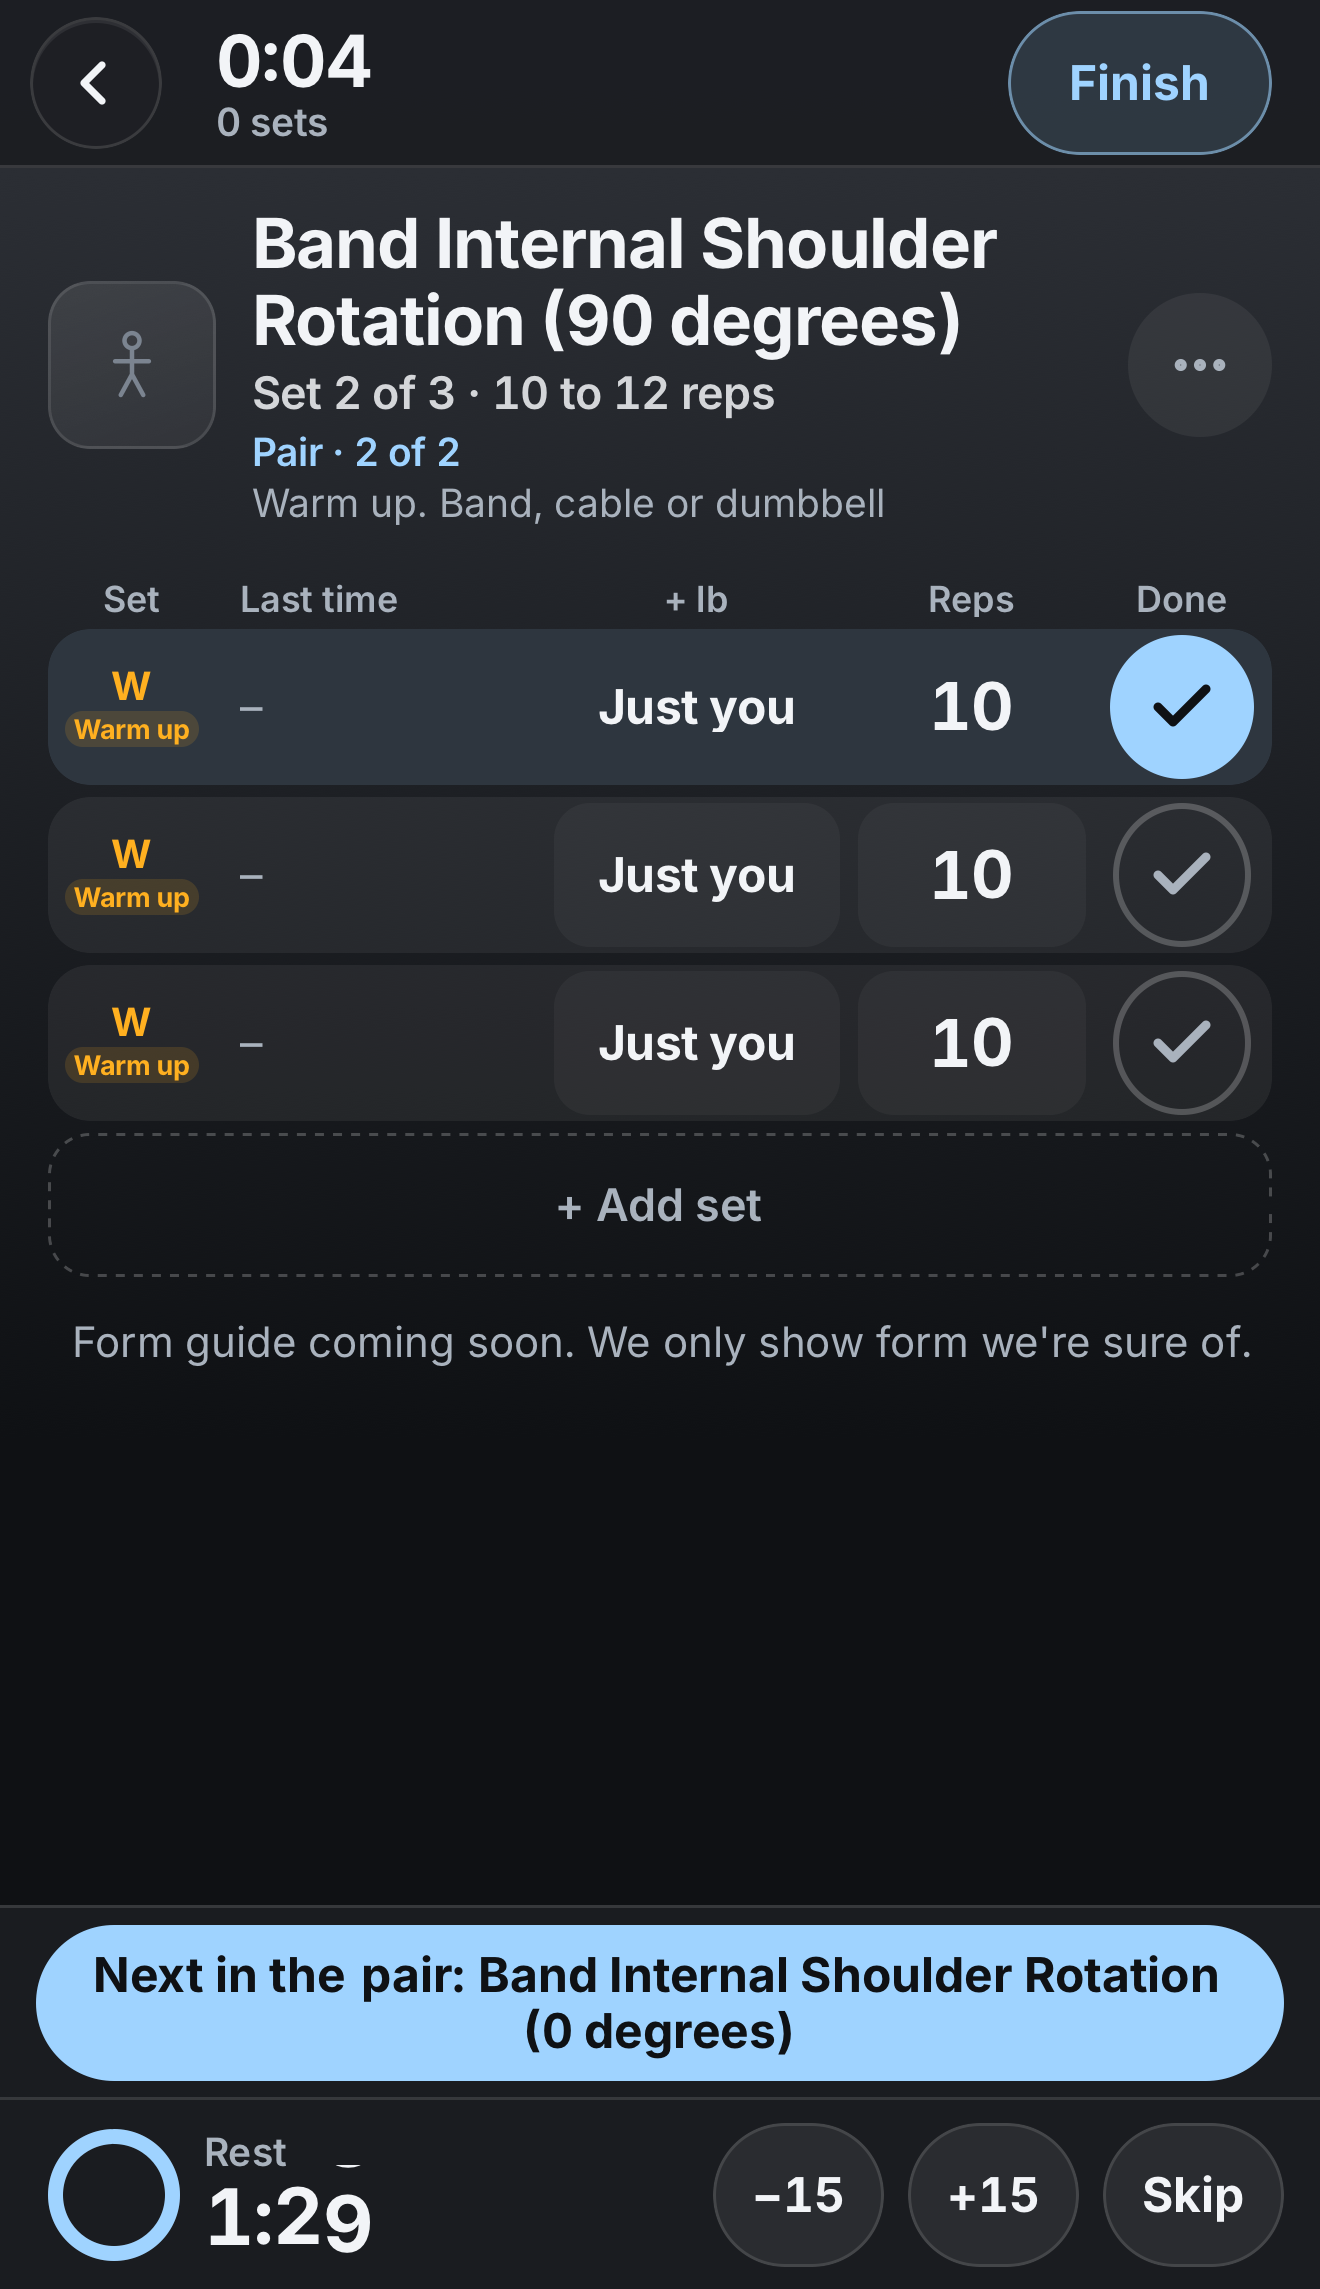 0:04
0 sets
Finish
Band Internal Shoulder
Rotation (90 degrees)
Set 2 of 3 · 10 to 12 reps
Pair · 2 of 2
Warm up. Band, cable or dumbbell
Set Last time + lb Reps Done
W
Warm up
– Just you 10
W
Warm up
– Just you 10
W
Warm up
– Just you 10
+ Add set
Form guide coming soon. We only show form we're sure of.
Next in the pair: Band Internal Shoulder Rotation
(0 degrees)
Rest
1:29
−15 +15 Skip